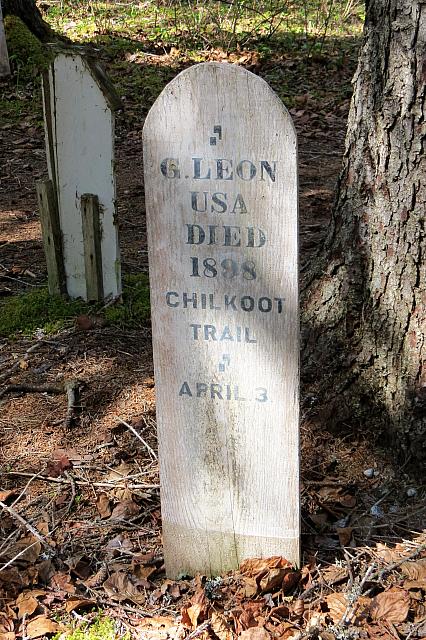 G. LEON
USA
DIED
1898
CHILKOOT
TRAIL
APRIL 3